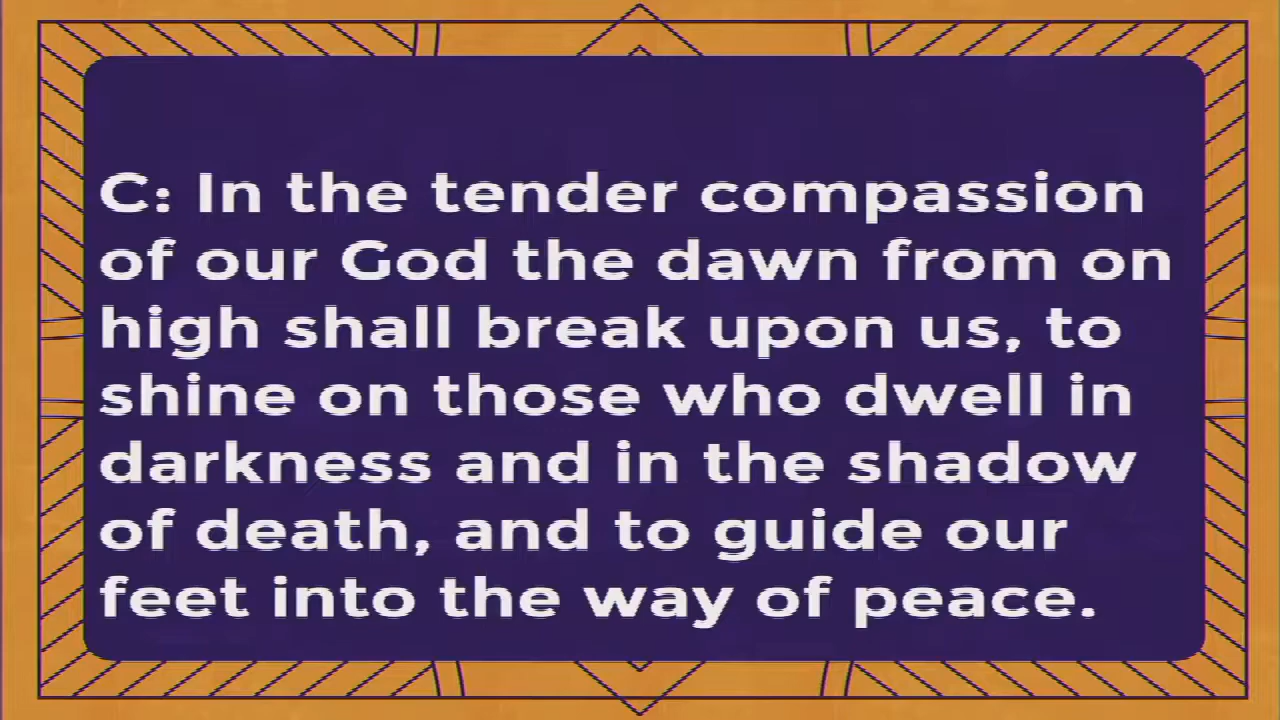 C: In the tender compassion
of our God the dawn from on
high shall break upon us, to
shine on those who dwell in
darkness and in the shadow
of death, and to guide our
feet into the way of peace.